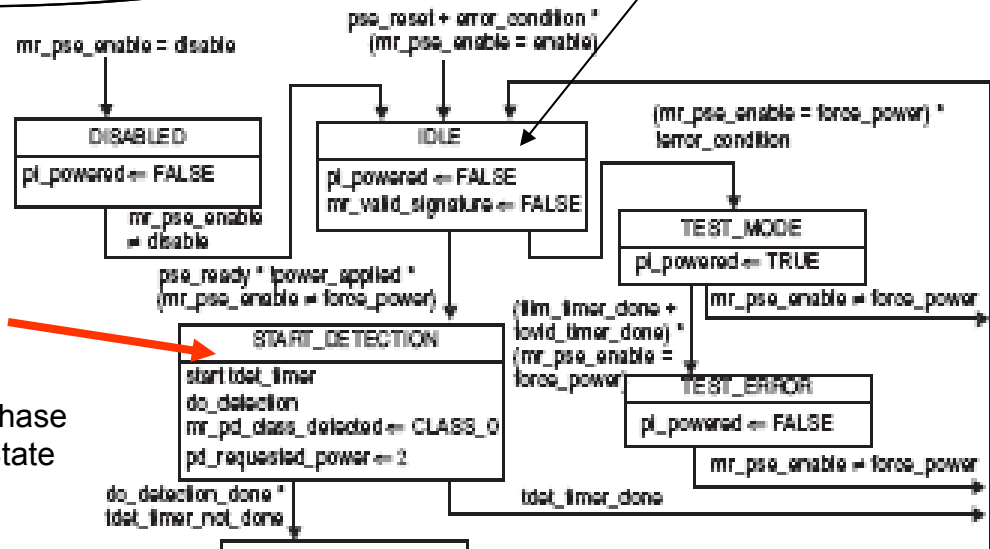 pse_reset + error_condition *
(mr_pse_enable = enable)
mr_pse_enable = disable
DISABLED
pi_powered ⇐ FALSE
mr_pse_enable
≠ disable
IDLE
pi_powered ⇐ FALSE
mr_valid_signature ⇐ FALSE
(mr_pse_enable = force_power) *
!error_condition
TEST_MODE
pi_powered ⇐ TRUE
mr_pse_enable ≠ force_power
pse_ready * !power_applied *
(mr_pse_enable ≠ force_power)
(tlim_timer_done +
tovld_timer_done) *
(mr_pse_enable =
force_power)
TEST_ERROR
pi_powered ⇐ FALSE
mr_pse_enable ≠ force_power
START_DETECTION
start tdet_timer
do_detection
mr_pd_class_detected ⇐ CLASS_0
pd_requested_power ⇐ 2
hase
tate
do_detection_done *
tdet_timer_not_done
tdet_timer_done